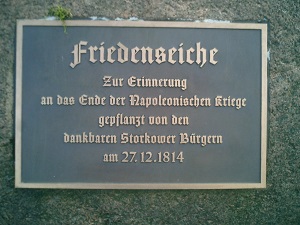 Friedenseiche
Zur Erinnerung
an das Ende der Napoleonischen Kriege
gepflanzt von den
dankbaren Storkower Bürgern
am 27.12.1814